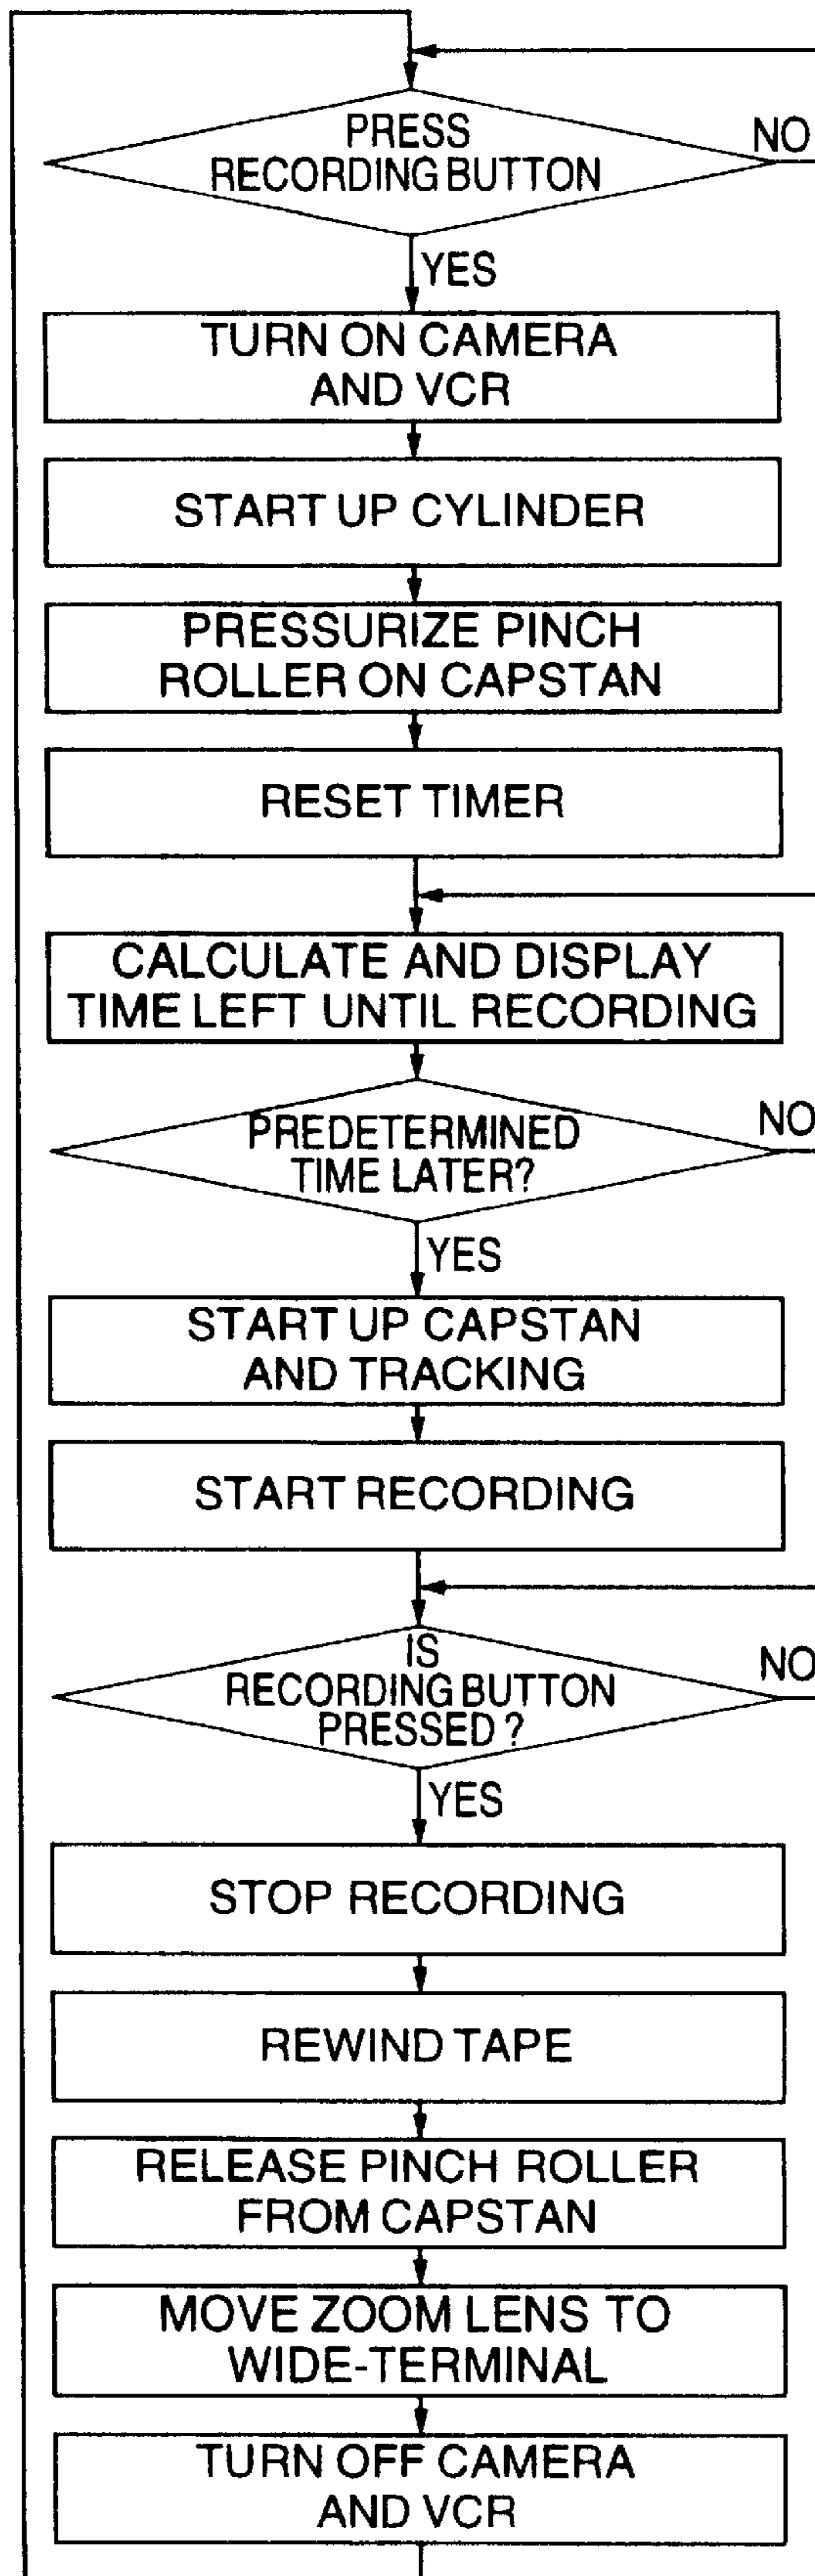 PRESS
RECORDING BUTTON
NO
YES
TURN ON CAMERA
AND VCR
START UP CYLINDER
PRESSURIZE PINCH
ROLLER ON CAPSTAN
RESET TIMER
CALCULATE AND DISPLAY
TIME LEFT UNTIL RECORDING
PREDETERMINED
TIME LATER?
NO
YES
START UP CAPSTAN
AND TRACKING
START RECORDING
IS
RECORDING BUTTON
PRESSED ?
NO
YES
STOP RECORDING
REWIND TAPE
RELEASE PINCH ROLLER
FROM CAPSTAN
MOVE ZOOM LENS TO
WIDE-TERMINAL
TURN OFF CAMERA
AND VCR